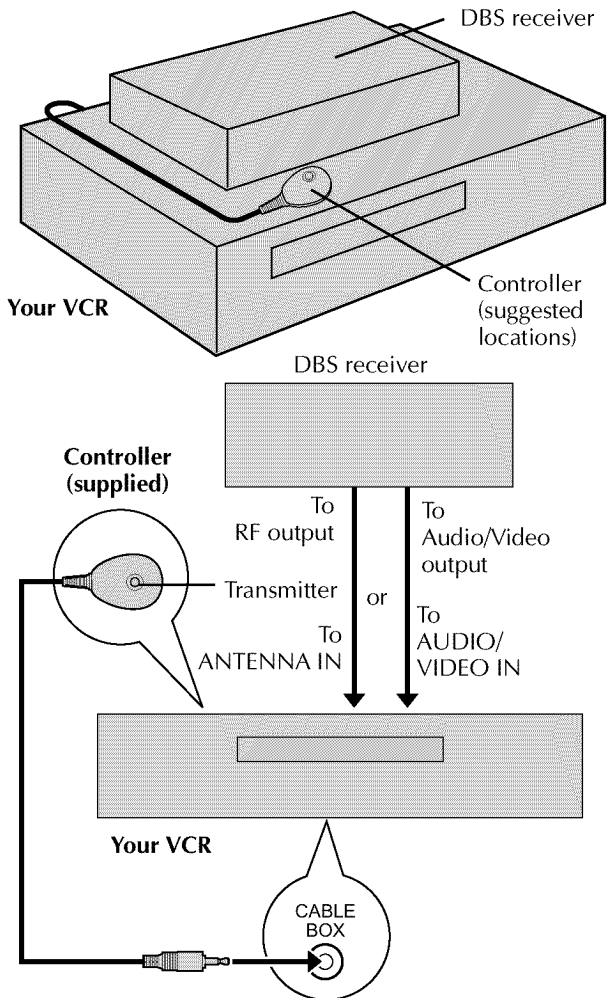 DBS receiver
Your VCR
Controller
(suggested
locations)
DBS receiver
Controller
(supplied)
To
RF output
To
Audio/Video
output
Transmitter
or
To
ANTENNA IN
To
AUDIO/
VIDEO IN
Your VCR
CABLE
BOX